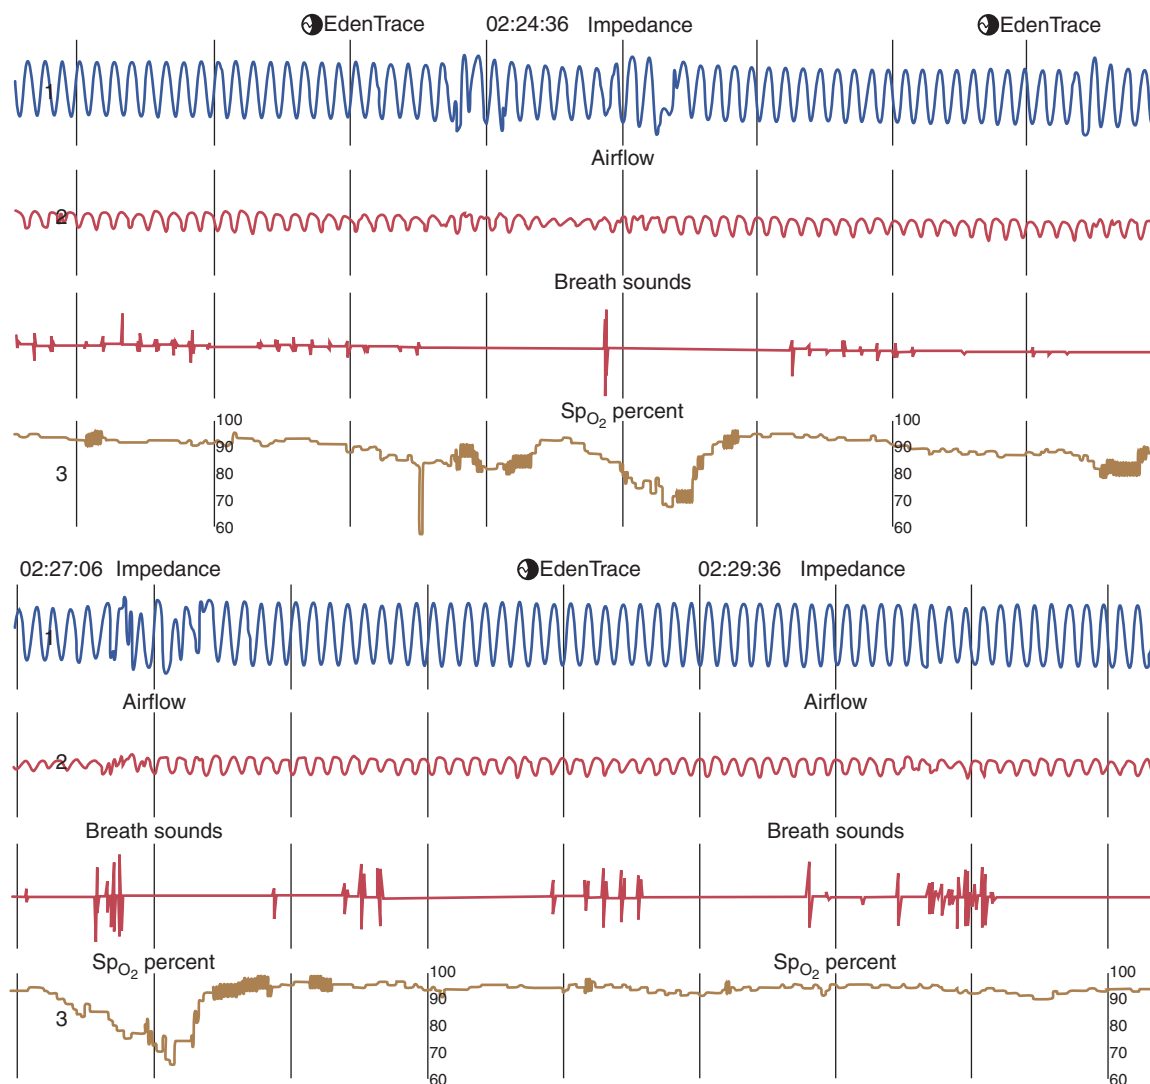 EdenTrace 02:24:36 Impedance EdenTrace
1
Airflow
2
Breath sounds
SpO2 percent
100 100
90 90
3 80 80
70 70
60 60
02:27:06 Impedance EdenTrace 02:29:36 Impedance
1
Airflow Airflow
2
Breath sounds Breath sounds
SpO2 percent SpO2 percent
100 100
90 90
3 80 80
70 70
60 60